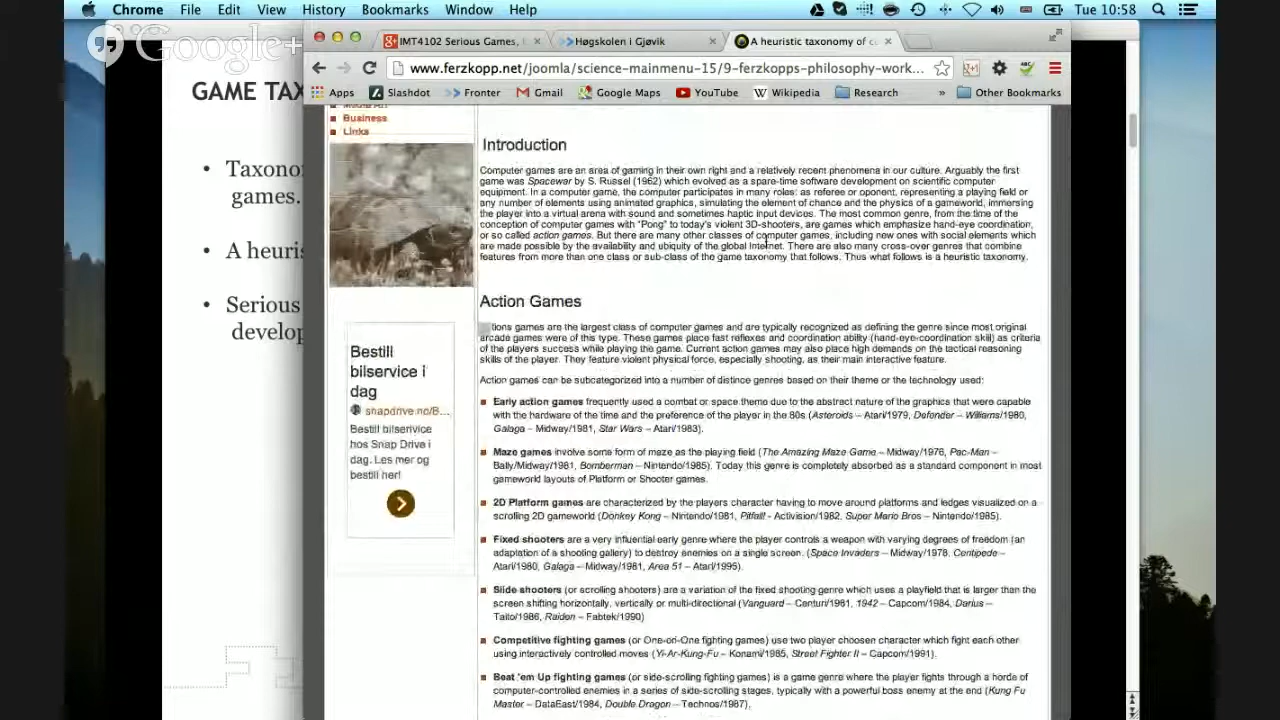 Chrome File Edit View History Bookmarks Window Help Tue 10:58
Google+
IMT4102 Serious Games, Høgskolen i Gjøvik A heuristic taxonomy of c
www.ferzkopp.net/joomla/science-mainmenu-15/9-ferzkopps-philosophy-work...
Apps Slashdot Fronter Gmail Google Maps YouTube Wikipedia Research » Other Bookmarks
GAME TAX
• Taxono
games.
• A heuris
• Serious
develop
Business
Links
Bestill
bilservice i
dag
snapdrive.no/B...
Bestill bilservice
hos Snap Drive i
dag. Les mer og
bestill her!
Introduction
Computer games are an area of gaming in their own right and a relatively recent phenomena in our culture. Arguably the first
game was Spacewar by S. Russel (1962) which evolved as a spare-time software development on scientific computer
equipment. In a computer game, the computer participates in many roles: as referee or opponent, representing a playing field or
any number of elements using animated graphics, simulating the element of chance and the physics of a gameworld, immersing
the player into a virtual arena with sound and sometimes haptic input devices. The most common genre, from the time of the
conception of computer games with "Pong" to today's violent 3D-shooters, are games which emphasize hand-eye coordination,
or so called action games. But there are many other classes of computer games, including new ones with social elements which
are made possible by the availability and ubiquity of the global Internet. There are also many cross-over genres that combine
features from more than one class or sub-class of the game taxonomy that follows. Thus what follows is a heuristic taxonomy.
Action Games
tions games are the largest class of computer games and are typically recognized as defining the genre since most original
arcade games were of this type. These games place fast reflexes and coordination ability (hand-eye-coordination skill) as criteria
of the players success while playing the game. Current action games may also place high demands on the tactical reasoning
skills of the player. They feature violent physical force, especially shooting, as their main interactive feature.
Action games can be subcategorized into a number of distince genres based on their theme or the technology used:
Early action games frequently used a combat or space theme due to the abstract nature of the graphics that were capable
with the hardware of the time and the preference of the player in the 80s (Asteroids – Atari/1979, Defender – Williams/1980,
Galaga – Midway/1981, Star Wars – Atari/1983).
Maze games involve some form of maze as the playing field (The Amazing Maze Game – Midway/1976, Pac-Man –
Bally/Midway/1981, Bomberman – Nintendo/1985). Today this genre is completely absorbed as a standard component in most
gameworld layouts of Platform or Shooter games.
2D Platform games are characterized by the players character having to move around platforms and ledges visualized on a
scrolling 2D gameworld (Donkey Kong – Nintendo/1981, Pitfall - Activision/1982, Super Mario Bros – Nintendo/1985).
Fixed shooters are a very influential early genre where the player controls a weapon with varying degrees of freedom (an
adaptation of a shooting gallery) to destroy enemies on a single screen. (Space Invaders – Midway/1978, Centipede –
Atari/1980, Galaga – Midway/1981, Area 51 – Atari/1995).
Slide shooters (or scrolling shooters) are a variation of the fixed shooting genre which uses a playfield that is larger than the
screen shifting horizontally, vertically or multi-directional (Vanguard – Centuri/1981, 1942 – Capcom/1984, Darius –
Taito/1986, Raiden – Fabtek/1990)
Competitive fighting games (or One-on-One fighting games) use two player choosen character which fight each other
using interactively controlled moves (Yi-Ar-Kung-Fu – Konami/1985, Street Fighter II – Capcom/1991).
Beat 'em Up fighting games (or side-scrolling fighting games) is a game genre where the player fights through a horde of
computer-controlled enemies in a series of side-scrolling stages, typically with a powerful boss enemy at the end (Kung Fu
Master – DataEast/1984, Double Dragon – Technos/1987),